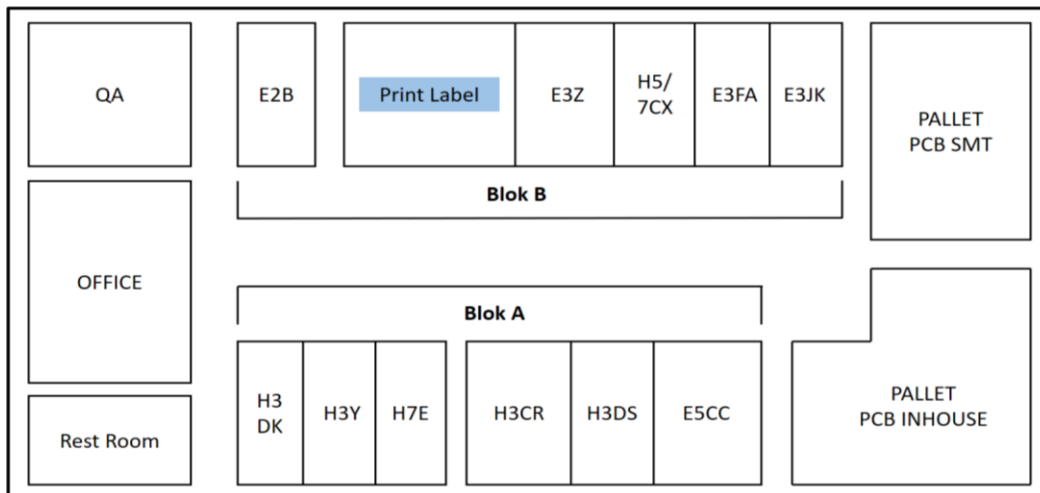 QA
E2B
Print Label
E3Z
H5/
7CX
E3FA
E3JK
PALLET
PCB SMT
Blok B
OFFICE
Blok A
H3
DK
H3Y
H7E
H3CR
H3DS
E5CC
PALLET
PCB INHOUSE
Rest Room